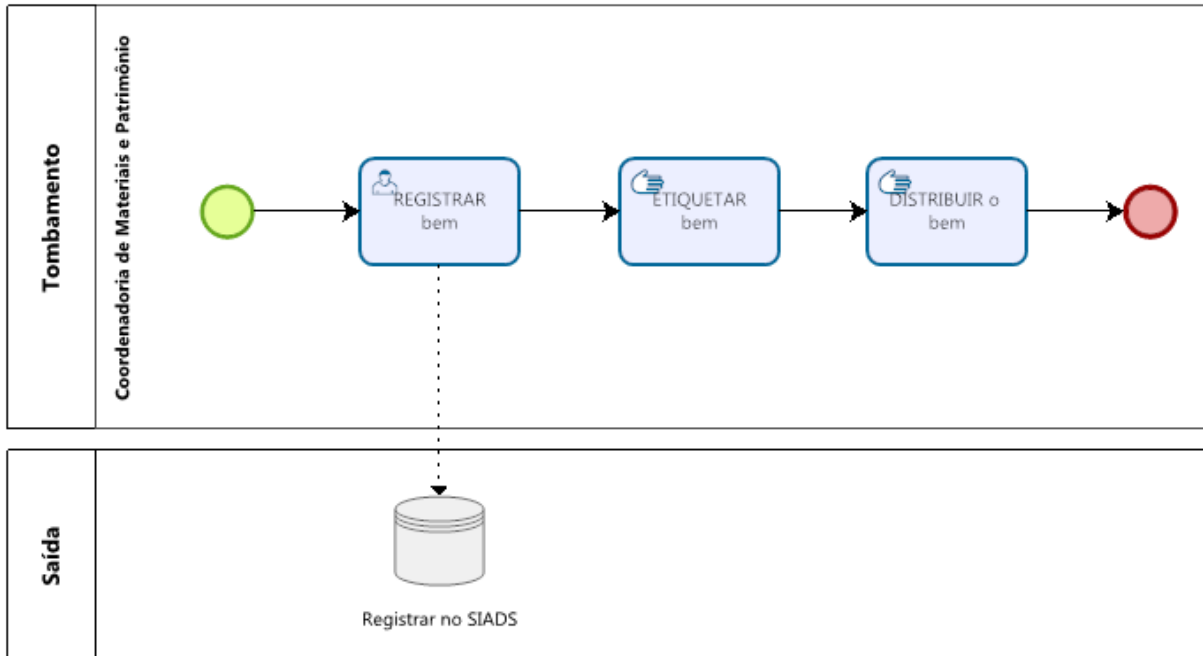 Tombamento
Coordenadoria de Materiais e Patrimônio
REGISTRAR
bem
ETIQUETAR
bem
DISTRIBUIR o
bem
Saída
Registrar no SIADS